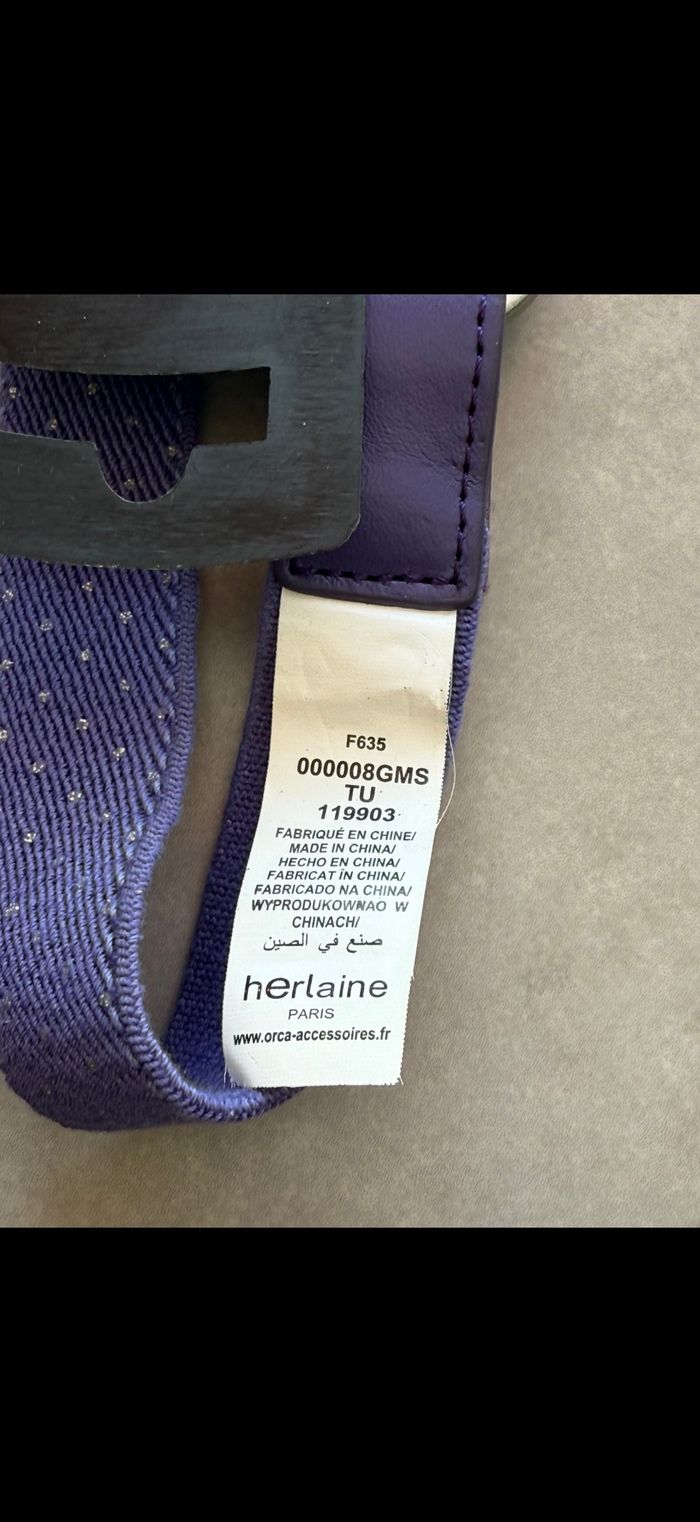 F635
000008GMS
TU
119903
FABRIQUÉ EN CHINE/
MADE IN CHINA/
HECHO EN CHINA/
FABRICAT ÎN CHINA/
FABRICADO NA CHINA/
WYPRODUKOWNAO W
CHINACH/
صنع في الصين
herlaine
PARIS
www.orca-accessoires.fr